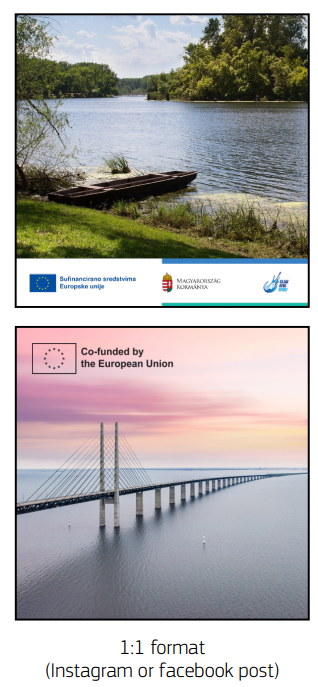 Sufinancirano sredstvima
Europske unije
MAGYARORSZÁG
KORMÁNYA
Co-funded by
the European Union
1:1 format
(Instagram or facebook post)